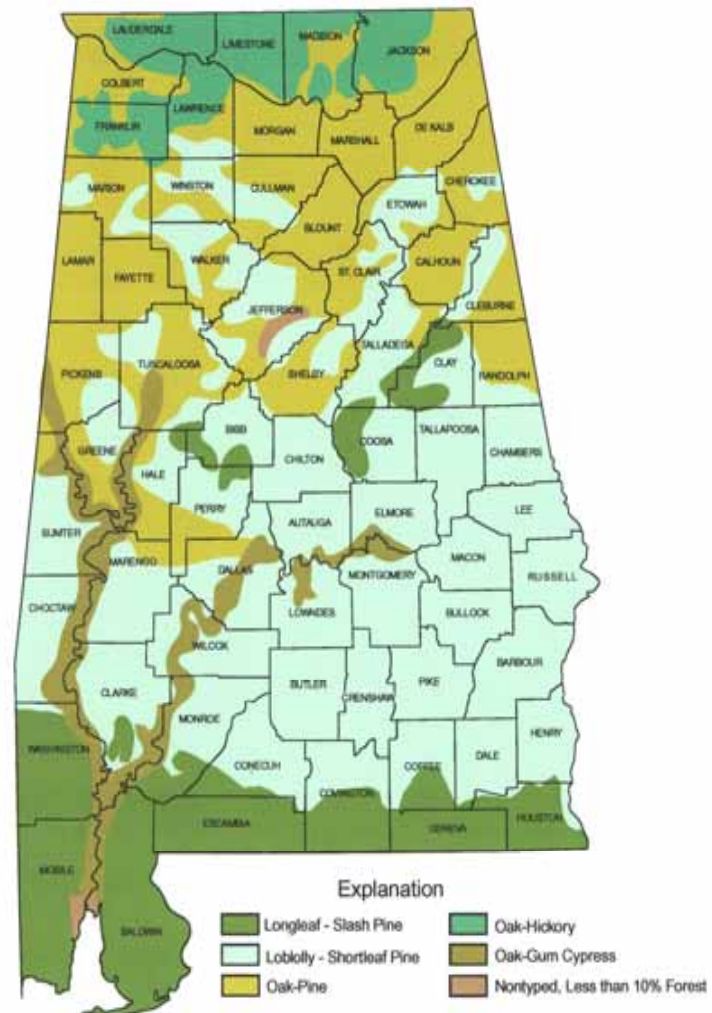 LAUDERDALE
LIMESTONE
MADISON
JACKSON
COLBERT
LAWRENCE
FRANKLIN
MORGAN
MARSHALL
DE KALB
MARION
WINSTON
CULLMAN
CHEROKEE
ETOWAH
BLOUNT
LAMAR
FAYETTE
WALKER
ST. CLAIR
CALHOUN
JEFFERSON
CLEBURNE
PICKENS
TUSCALOOSA
SHELBY
TALLADEGA
CLAY
RANDOLPH
GREENE
HALE
BIBB
CHILTON
COOSA
TALLAPOOSA
CHAMBERS
SUMTER
PERRY
AUTAUGA
ELMORE
LEE
MARENGO
DALLAS
MONTGOMERY
MACON
RUSSELL
CHOCTAW
LOWNDES
BULLOCK
WILCOX
CLARKE
BUTLER
CRENSHAW
PIKE
BARBOUR
MONROE
WASHINGTON
CONECUH
COVINGTON
COFFEE
DALE
HENRY
ESCAMBIA
GENEVA
HOUSTON
MOBILE
BALDWIN
Explanation
Longleaf - Slash Pine
Loblolly - Shortleaf Pine
Oak-Pine
Oak-Hickory
Oak-Gum Cypress
Nontyped, Less than 10% Forest